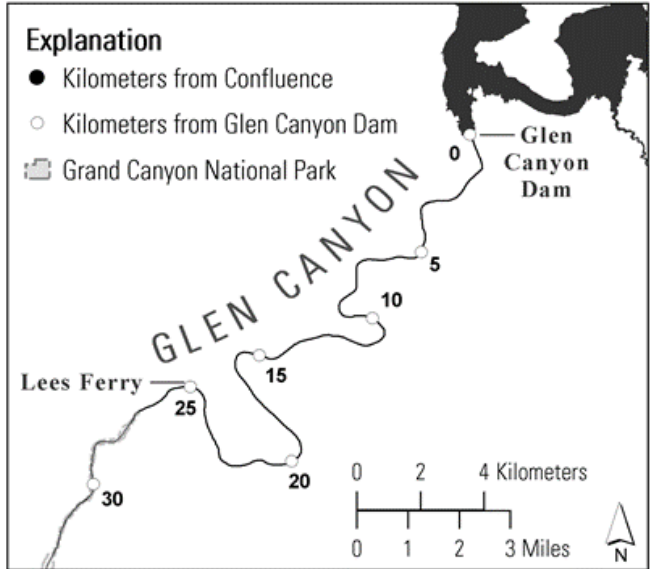 Explanation
Kilometers from Confluence
Kilometers from Glen Canyon Dam
Grand Canyon National Park
0
Glen
Canyon
Dam
GLEN CANYON
5
10
15
Lees Ferry
25
20
30
0 2 4 Kilometers
0 1 2 3 Miles
N